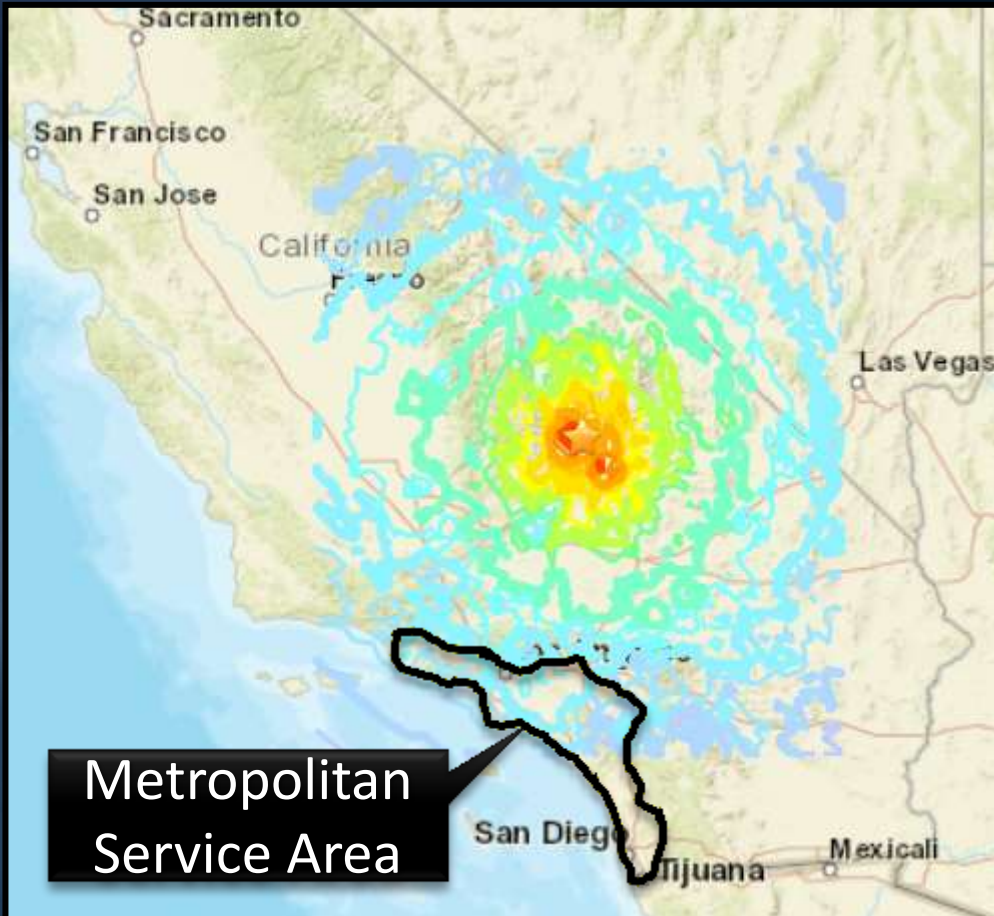 Sacramento
San Francisco
San Jose
California
Las Vegas
Metropolitan
Service Area
San Diego
Tijuana
Mexicali